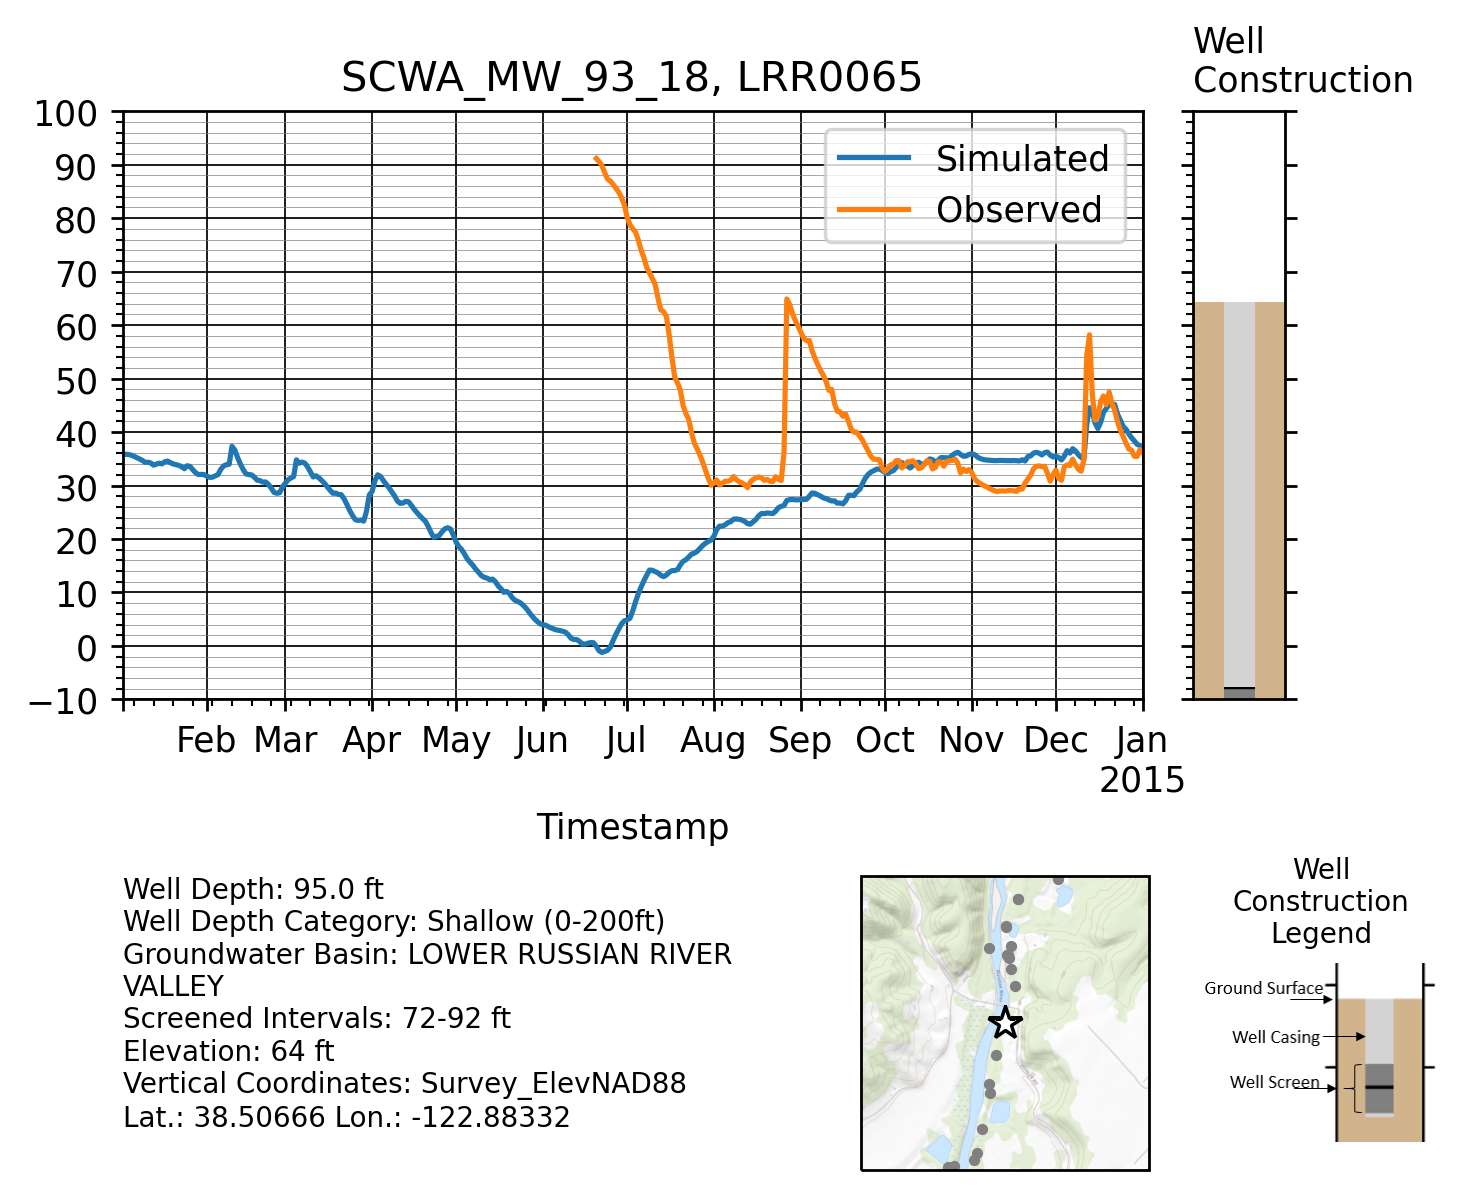 Well
Construction
SCWA_MW_93_18, LRR0065
100
90
80
70
60
50
40
30
20
10
0
−10
Simulated
Observed
Feb Mar Apr May Jun Jul Aug Sep Oct Nov Dec Jan
2015
Timestamp
Well Depth: 95.0 ft
Well Depth Category: Shallow (0-200ft)
Groundwater Basin: LOWER RUSSIAN RIVER
VALLEY
Screened Intervals: 72-92 ft
Elevation: 64 ft
Vertical Coordinates: Survey_ElevNAD88
Lat.: 38.50666 Lon.: -122.88332
Well
Construction
Legend
Ground Surface
Well Casing
Well Screen